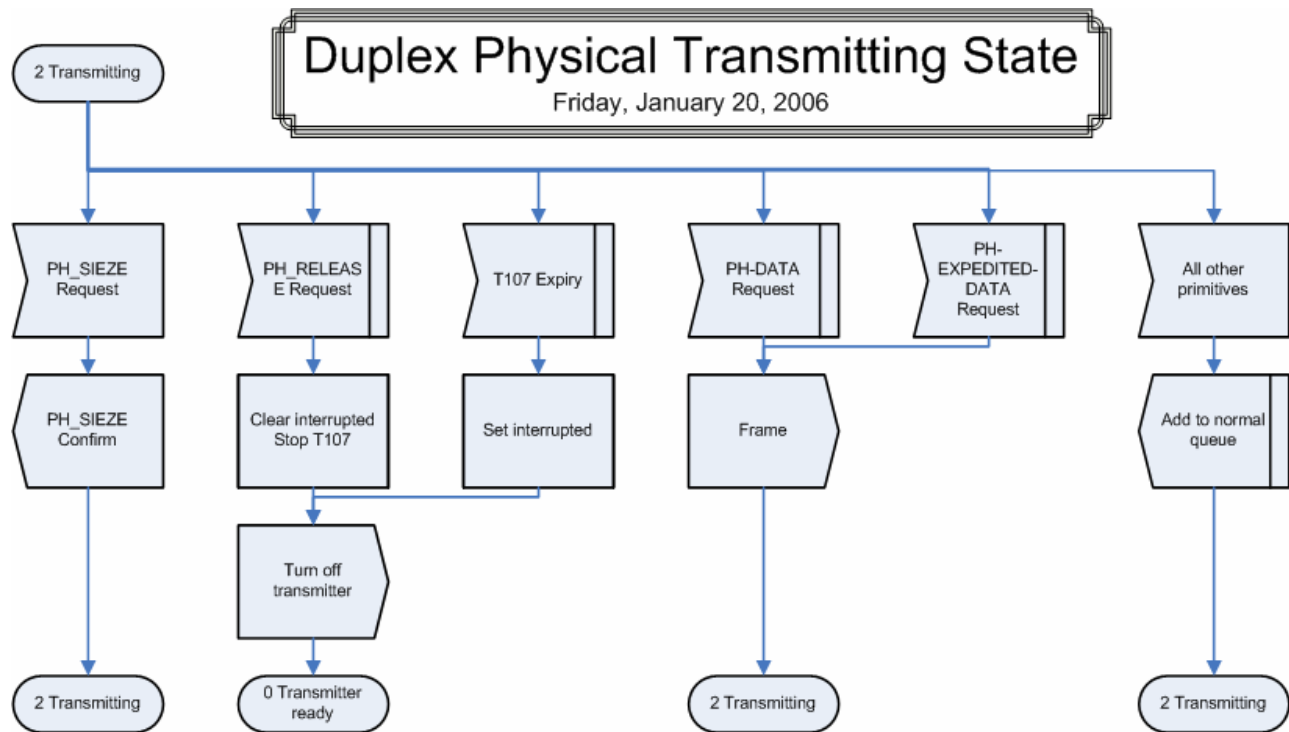 Duplex Physical Transmitting State
Friday, January 20, 2006
2 Transmitting
PH_SIEZE
Request
PH_RELEAS
E Request
T107 Expiry
PH-DATA
Request
PH-
EXPEDITED-
DATA
Request
All other
primitives
PH_SIEZE
Confirm
Clear interrupted
Stop T107
Set interrupted
Frame
Add to normal
queue
Turn off
transmitter
2 Transmitting
0 Transmitter
ready
2 Transmitting
2 Transmitting